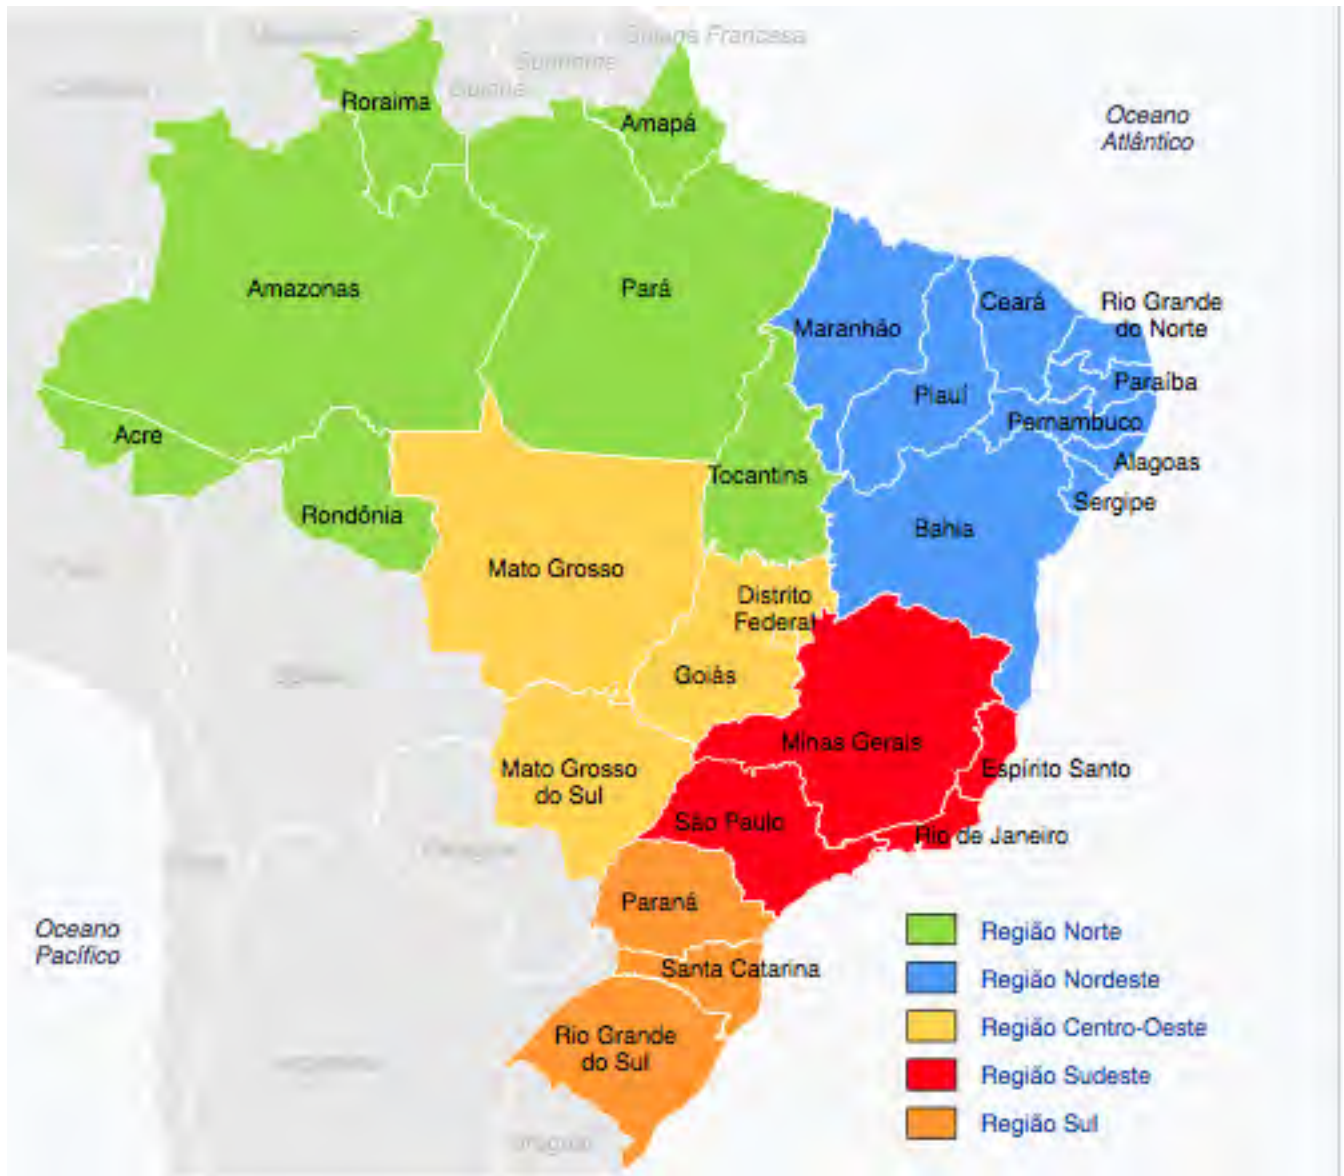 Guiana Francesa
Suriname
Guiana
Roraima
Amapá
Oceano
Atlântico
Amazonas
Pará
Maranhão
Ceará
Rio Grande
do Norte
Piauí
Paraíba
Pernambuco
Acre
Alagoas
Tocantins
Sergipe
Rondônia
Bahia
Mato Grosso
Distrito
Federal
Goiás
Minas Gerais
Mato Grosso
do Sul
Espírito Santo
São Paulo
Rio de Janeiro
Paraná
Oceano
Pacífico
Santa Catarina
Rio Grande
do Sul
Uruguai
Região Norte
Região Nordeste
Região Centro-Oeste
Região Sudeste
Região Sul